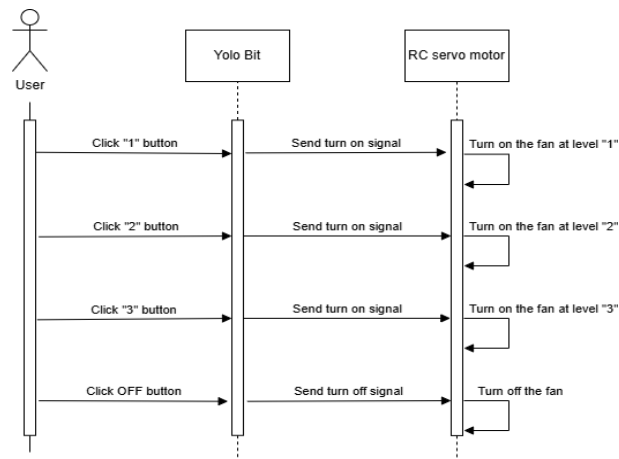 Yolo Bit
RC servo motor
User
Click "1" button
Send turn on signal
Turn on the fan at level "1"
Click "2" button
Send turn on signal
Turn on the fan at level "2"
Click "3" button
Send turn on signal
Turn on the fan at level "3"
Click OFF button
Send turn off signal
Turn off the fan